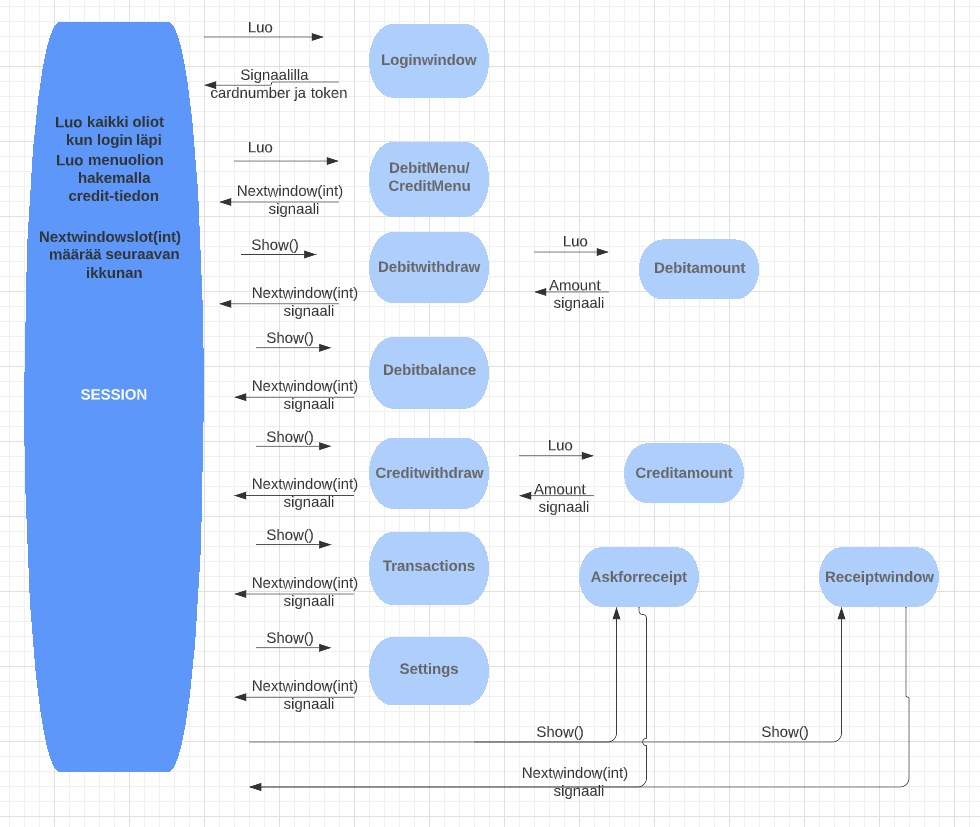 Luo
Signaalilla
cardnumber ja token
Loginwindow
Luo kaikki oliot
kun login läpi
Luo menuolion
hakemalla
credit-tiedon
Nextwindowslot(int)
määrää seuraavan
ikkunan
SESSION
Luo
Nextwindow(int)
signaali
DebitMenu/
CreditMenu
Show()
Nextwindow(int)
signaali
Debitwithdraw
Luo
Amount
signaali
Debitamount
Show()
Nextwindow(int)
signaali
Debitbalance
Show()
Nextwindow(int)
signaali
Creditwithdraw
Luo
Amount
signaali
Creditamount
Show()
Nextwindow(int)
signaali
Transactions
Askforreceipt
Receiptwindow
Show()
Nextwindow(int)
signaali
Settings
Show()
Show()
Nextwindow(int)
signaali